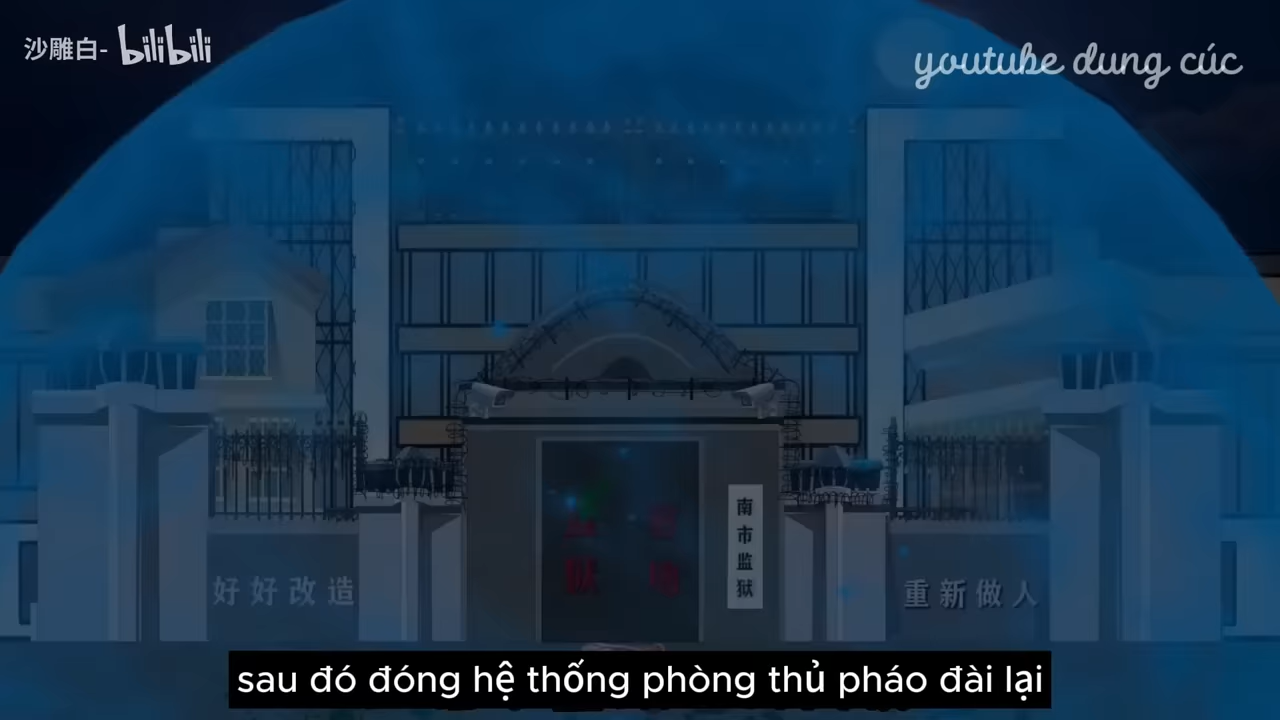 沙雕白- bilibili
youtube dung cúc
南市监狱
好好改造
重新做人
sau đó đóng hệ thống phòng thủ pháo đài lại